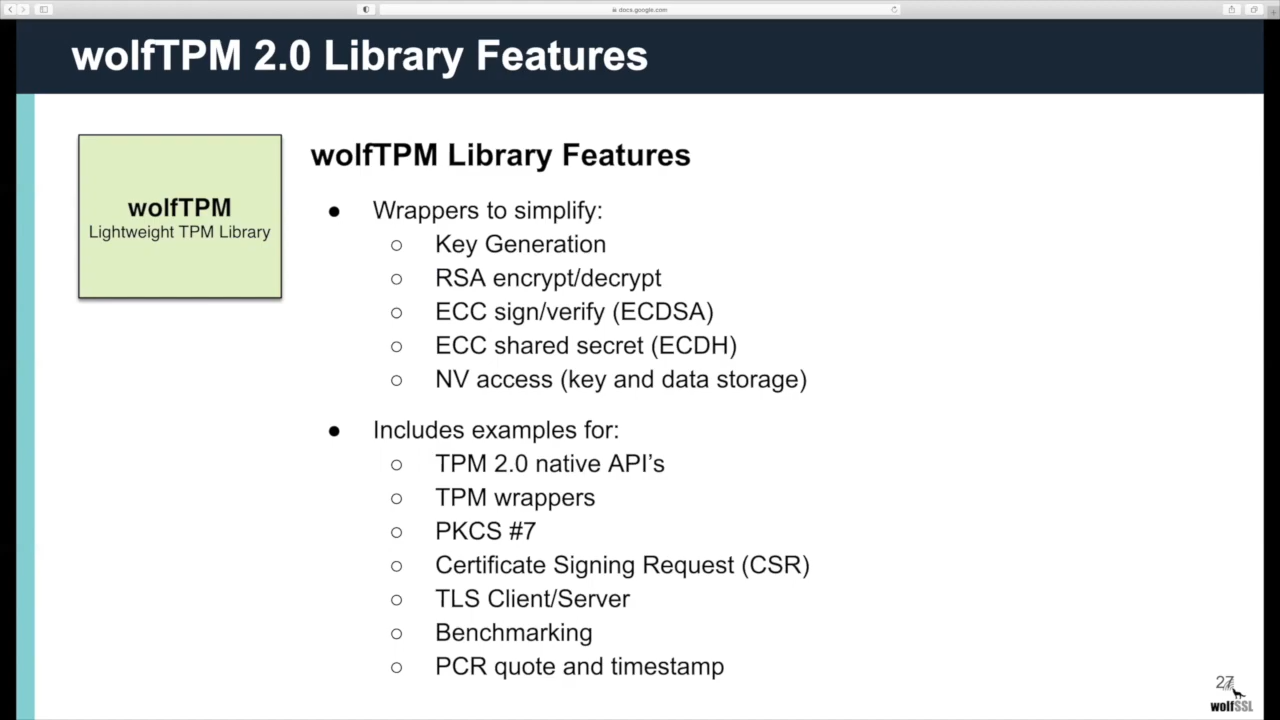 docs.google.com
wolfTPM 2.0 Library Features
wolfTPM
Lightweight TPM Library
wolfTPM Library Features
● Wrappers to simplify:
○ Key Generation
○ RSA encrypt/decrypt
○ ECC sign/verify (ECDSA)
○ ECC shared secret (ECDH)
○ NV access (key and data storage)
● Includes examples for:
○ TPM 2.0 native API’s
○ TPM wrappers
○ PKCS #7
○ Certificate Signing Request (CSR)
○ TLS Client/Server
○ Benchmarking
○ PCR quote and timestamp
27
wolfSSL